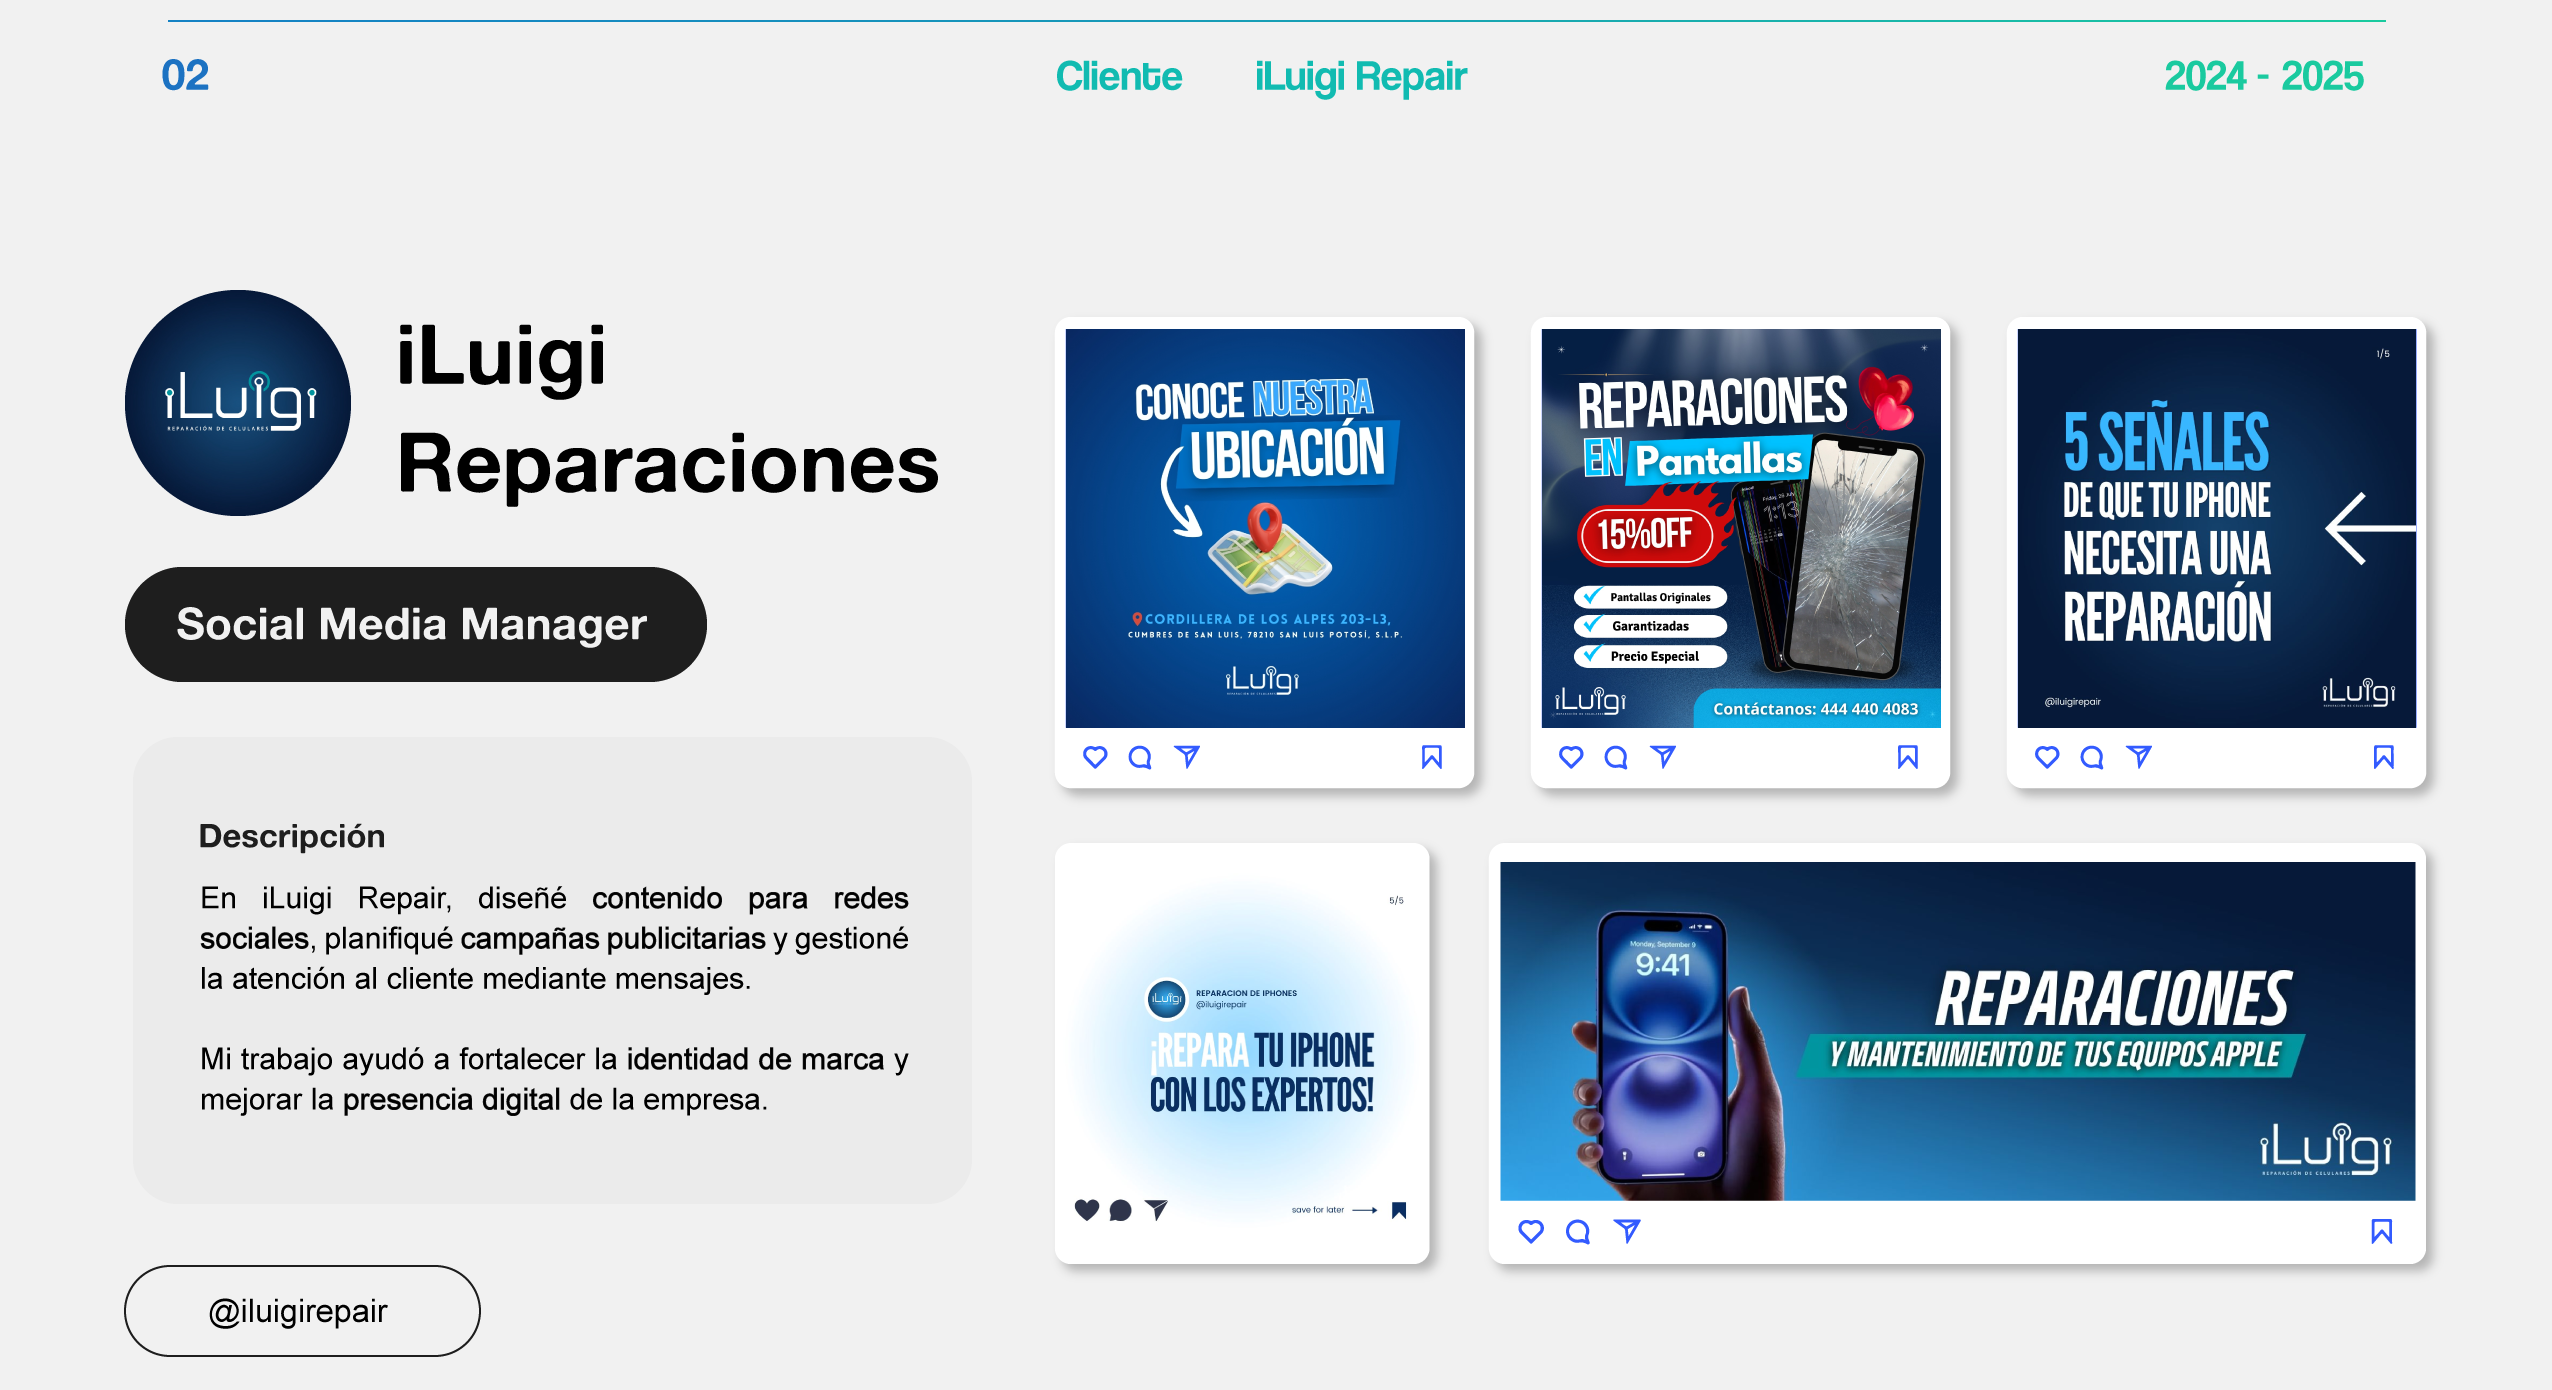 02
Cliente
iLuigi Repair
2024 - 2025
iLuigi
REPARACIÓN DE CELULARES
iLuigi
Reparaciones
Social Media Manager
Descripción
En iLuigi Repair, diseñé contenido para redes
sociales, planifiqué campañas publicitarias y gestioné
la atención al cliente mediante mensajes.
Mi trabajo ayudó a fortalecer la identidad de marca y
mejorar la presencia digital de la empresa.
@iluigirepair
CONOCE NUESTRA
UBICACIÓN
CORDILLERA DE LOS ALPES 203-L3,
CUMBRES DE SAN LUIS, 78210 SAN LUIS POTOSÍ, S.L.P.
iLuigi
REPARACIONES
EN Pantallas
15%OFF
1:13
Pantallas Originales
Garantizadas
Precio Especial
iLuigi
Contáctanos: 444 440 4083
1/5
5 SEÑALES
DE QUE TU IPHONE
NECESITA UNA
REPARACIÓN
@iluigirepair
iLuigi
5/5
iLuigi
REPARACION DE IPHONES
@iluigirepair
¡REPARA TU IPHONE
CON LOS EXPERTOS!
save for later
Monday, September 9
9:41
REPARACIONES
Y MANTENIMIENTO DE TUS EQUIPOS APPLE
iLuigi
REPARACIÓN DE CELULARES